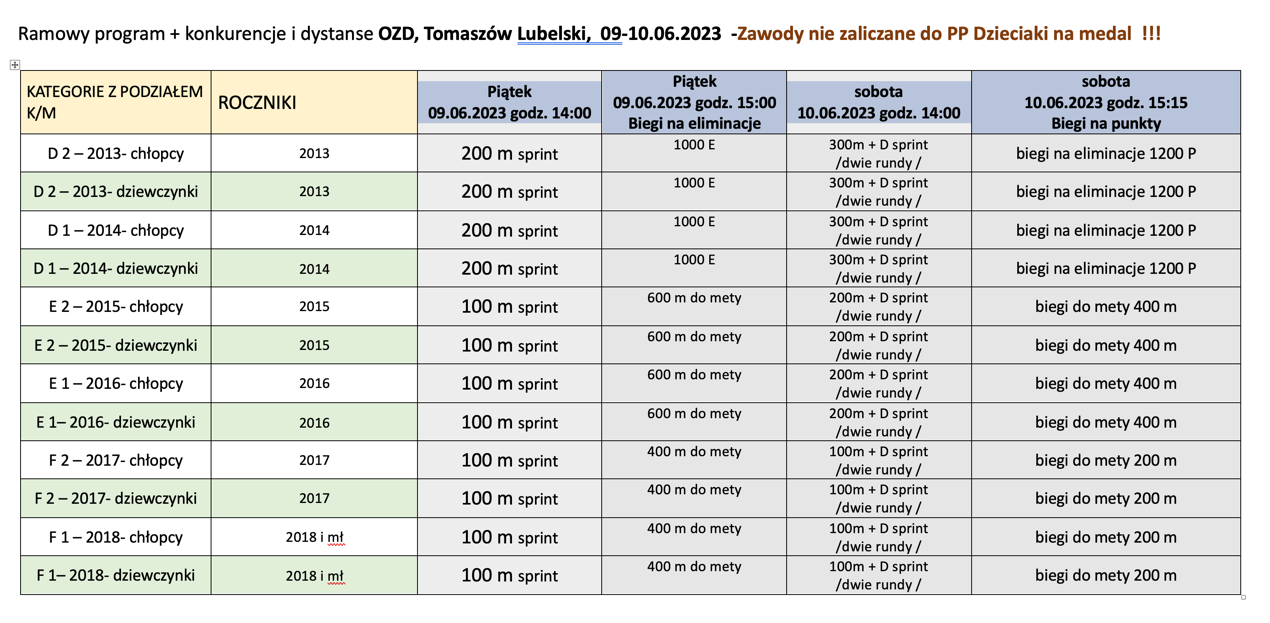 Ramowy program + konkurencje i dystanse OZD, Tomaszów Lubelski, 09-10.06.2023 -Zawody nie zaliczane do PP Dzieciaki na medal !!!
KATEGORIE Z PODZIAŁEM
K/M
ROCZNIKI
Piątek
09.06.2023 godz. 14:00
Piątek
09.06.2023 godz. 15:00
Biegi na eliminacje
sobota
10.06.2023 godz. 14:00
sobota
10.06.2023 godz. 15:15
Biegi na punkty
D 2 – 2013- chłopcy
2013
200 m sprint
1000 E
300m + D sprint
/dwie rundy /
biegi na eliminacje 1200 P
D 2 – 2013- dziewczynki
2013
200 m sprint
1000 E
300m + D sprint
/dwie rundy /
biegi na eliminacje 1200 P
D 1 – 2014- chłopcy
2014
200 m sprint
1000 E
300m + D sprint
/dwie rundy /
biegi na eliminacje 1200 P
D 1 – 2014- dziewczynki
2014
200 m sprint
1000 E
300m + D sprint
/dwie rundy /
biegi na eliminacje 1200 P
E 2 – 2015- chłopcy
2015
100 m sprint
600 m do mety
200m + D sprint
/dwie rundy /
biegi do mety 400 m
E 2 – 2015- dziewczynki
2015
100 m sprint
600 m do mety
200m + D sprint
/dwie rundy /
biegi do mety 400 m
E 1 – 2016- chłopcy
2016
100 m sprint
600 m do mety
200m + D sprint
/dwie rundy /
biegi do mety 400 m
E 1– 2016- dziewczynki
2016
100 m sprint
600 m do mety
200m + D sprint
/dwie rundy /
biegi do mety 400 m
F 2 – 2017- chłopcy
2017
100 m sprint
400 m do mety
100m + D sprint
/dwie rundy /
biegi do mety 200 m
F 2 – 2017- dziewczynki
2017
100 m sprint
400 m do mety
100m + D sprint
/dwie rundy /
biegi do mety 200 m
F 1 – 2018- chłopcy
2018 i mł
100 m sprint
400 m do mety
100m + D sprint
/dwie rundy /
biegi do mety 200 m
F 1– 2018- dziewczynki
2018 i mł
100 m sprint
400 m do mety
100m + D sprint
/dwie rundy /
biegi do mety 200 m